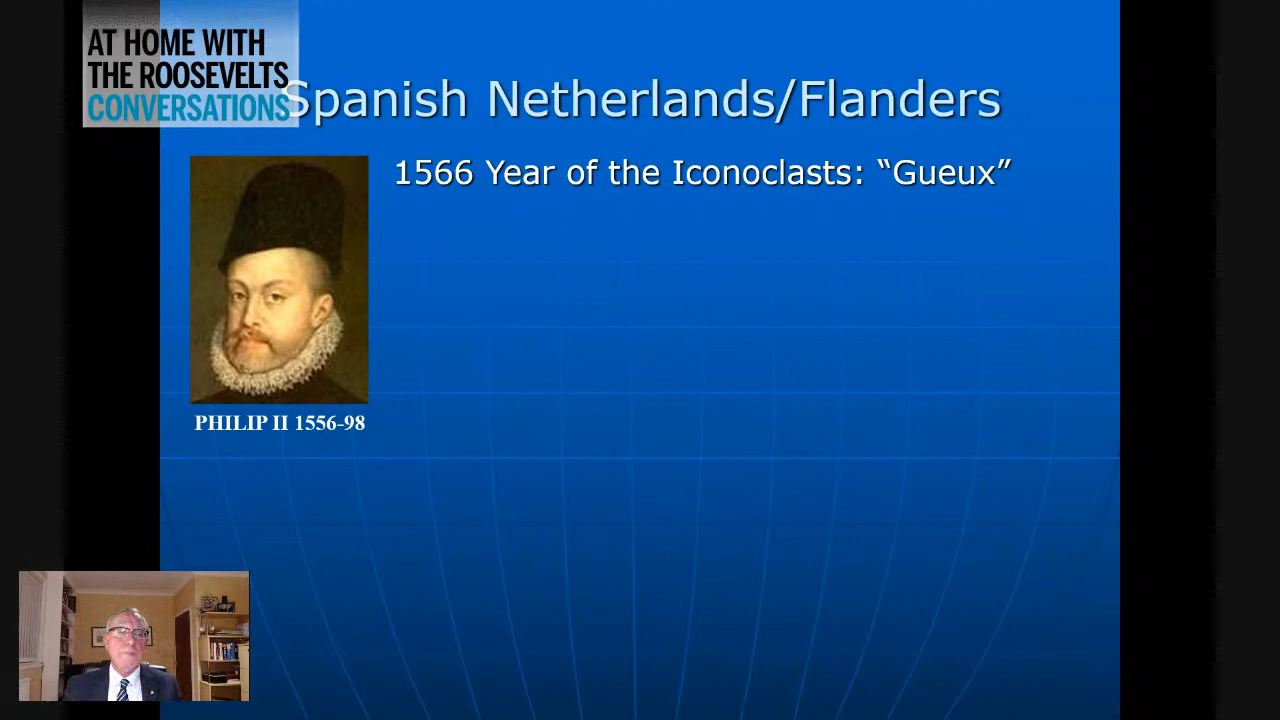 AT HOME WITH
THE ROOSEVELTS
CONVERSATIONS
Spanish Netherlands/Flanders
1566 Year of the Iconoclasts: “Gueux”
PHILIP II 1556-98